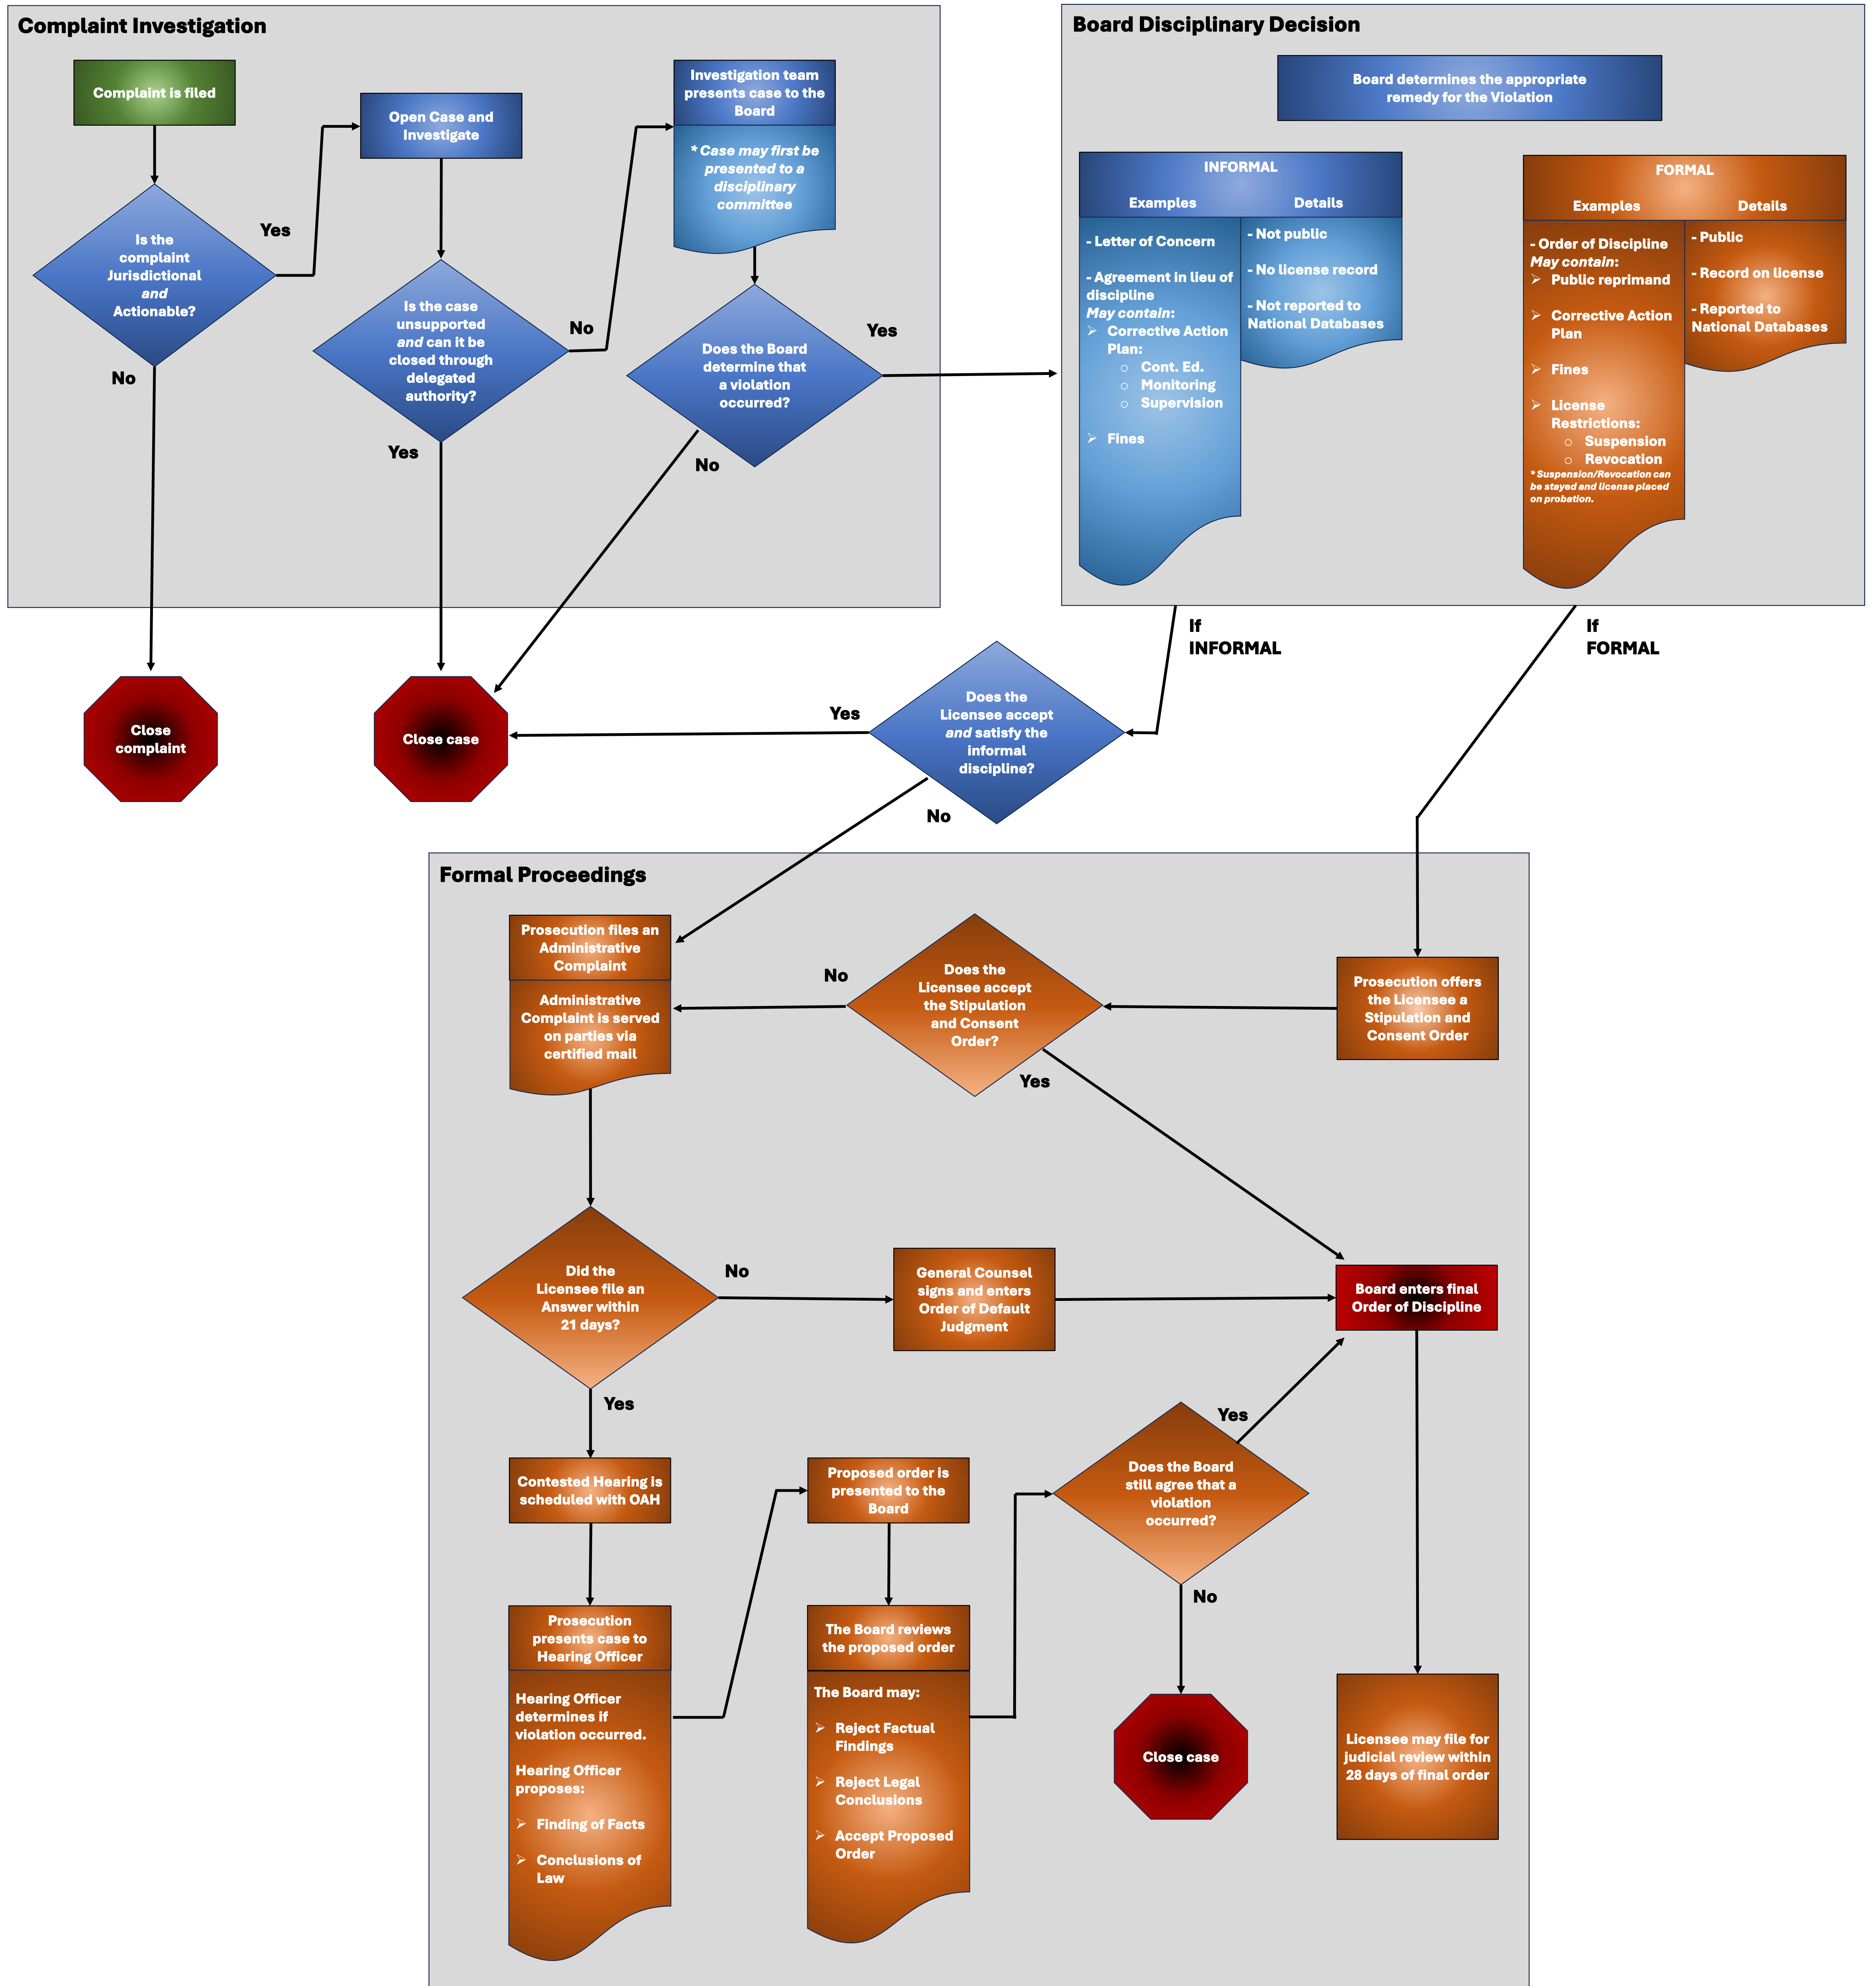 Complaint Investigation
Complaint is filed
Is the
complaint
Jurisdictional
and
Actionable?
Yes
No
Open Case and
Investigate
Is the case
unsupported
and can it be
closed through
delegated
authority?
No
Yes
Investigation team
presents case to the
Board
* Case may first be
presented to a
disciplinary
committee
Does the Board
determine that
a violation
occurred?
Yes
No
Close
complaint
Close case
Board Disciplinary Decision
Board determines the appropriate
remedy for the Violation
INFORMAL
Examples
Details
- Letter of Concern
- Agreement in lieu of
discipline
May contain:
➢ Corrective Action
Plan:
o Cont. Ed.
o Monitoring
o Supervision
➢ Fines
- Not public
- No license record
- Not reported to
National Databases
FORMAL
Examples
Details
- Order of Discipline
May contain:
➢ Public reprimand
➢ Corrective Action
Plan
➢ Fines
➢ License
Restrictions:
o Suspension
o Revocation
* Suspension/Revocation can
be stayed and license placed
on probation.
- Public
- Record on license
- Reported to
National Databases
If
INFORMAL
If
FORMAL
Does the
Licensee accept
and satisfy the
informal
discipline?
Yes
No
Formal Proceedings
Prosecution files an
Administrative
Complaint
Administrative
Complaint is served
on parties via
certified mail
No
Does the
Licensee accept
the Stipulation
and Consent
Order?
Yes
Prosecution offers
the Licensee a
Stipulation and
Consent Order
Did the
Licensee file an
Answer within
21 days?
No
Yes
General Counsel
signs and enters
Order of Default
Judgment
Board enters final
Order of Discipline
Contested Hearing is
scheduled with OAH
Prosecution
presents case to
Hearing Officer
Hearing Officer
determines if
violation occurred.
Hearing Officer
proposes:
➢ Finding of Facts
➢ Conclusions of
Law
Proposed order is
presented to the
Board
The Board reviews
the proposed order
The Board may:
➢ Reject Factual
Findings
➢ Reject Legal
Conclusions
➢ Accept Proposed
Order
Does the Board
still agree that a
violation
occurred?
Yes
No
Close case
Licensee may file for
judicial review within
28 days of final order